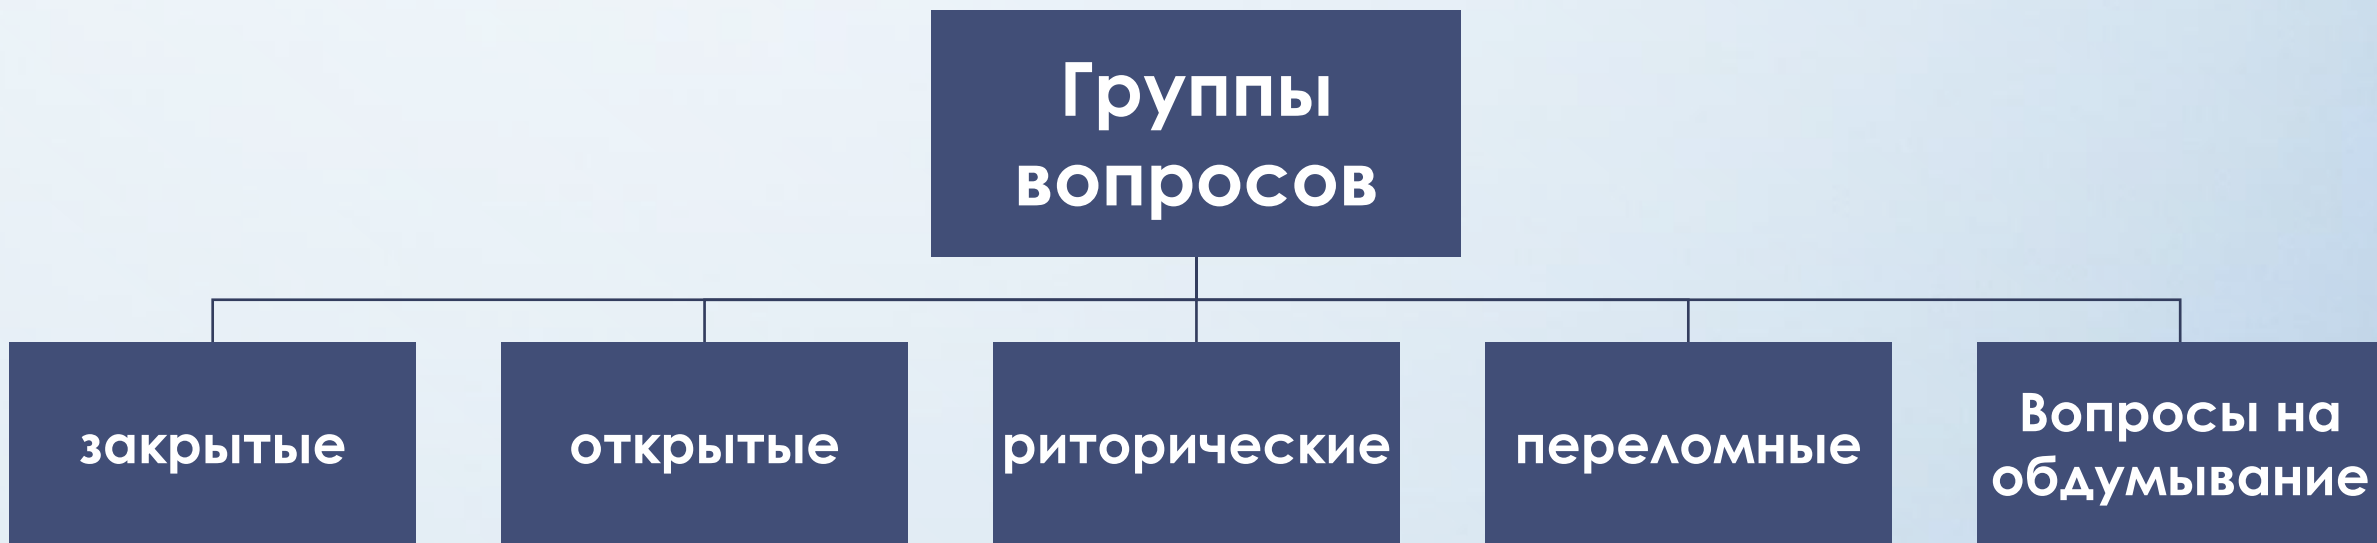 Группы
вопросов
закрытые
открытые
риторические
переломные
Вопросы на
обдумывание